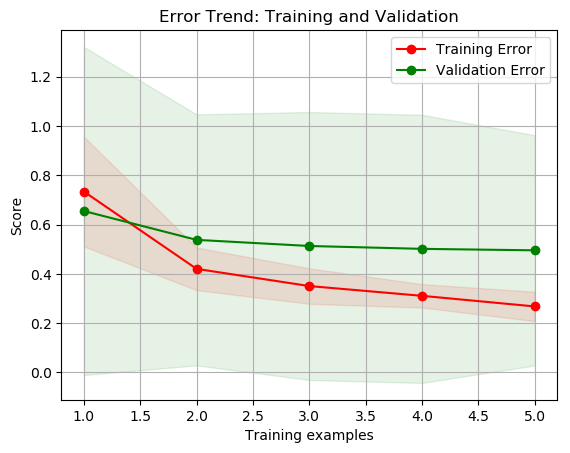 Error Trend: Training and Validation
Training Error
Validation Error
Score
1.2
1.0
0.8
0.6
0.4
0.2
0.0
1.0 1.5 2.0 2.5 3.0 3.5 4.0 4.5 5.0
Training examples